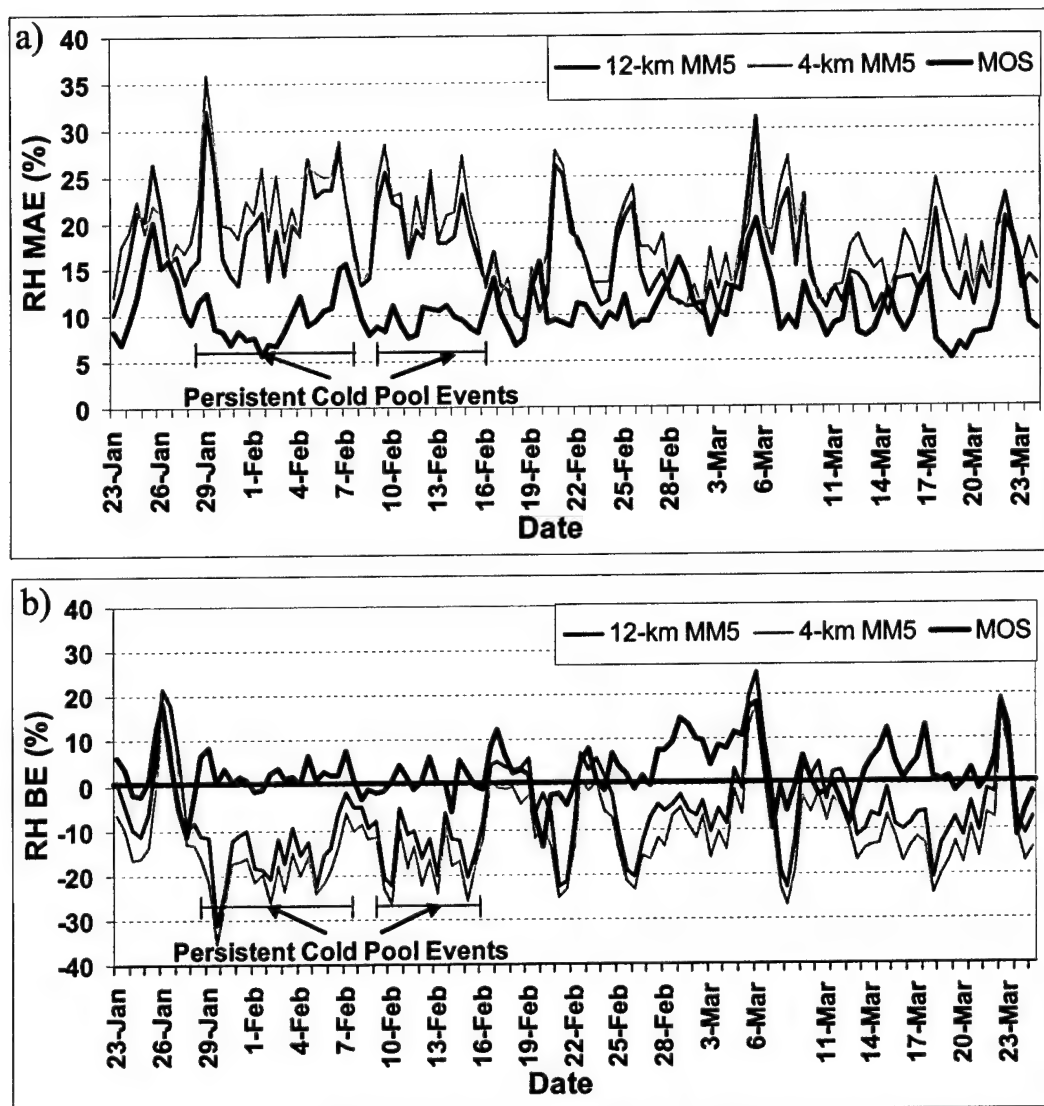 a)
12-km MM5 4-km MM5 MOS
RH MAE (%)
40
35
30
25
20
15
10
5
0
Persistent Cold Pool Events
23-Jan 26-Jan 29-Jan 1-Feb 4-Feb 7-Feb 10-Feb 13-Feb 16-Feb 19-Feb 22-Feb 25-Feb 28-Feb 3-Mar 6-Mar 11-Mar 14-Mar 17-Mar 20-Mar 23-Mar
Date
b)
12-km MM5 4-km MM5 MOS
RH BE (%)
40
30
20
10
0
-10
-20
-30
-40
Persistent Cold Pool Events
23-Jan 26-Jan 29-Jan 1-Feb 4-Feb 7-Feb 10-Feb 13-Feb 16-Feb 19-Feb 22-Feb 25-Feb 28-Feb 3-Mar 6-Mar 11-Mar 14-Mar 17-Mar 20-Mar 23-Mar
Date